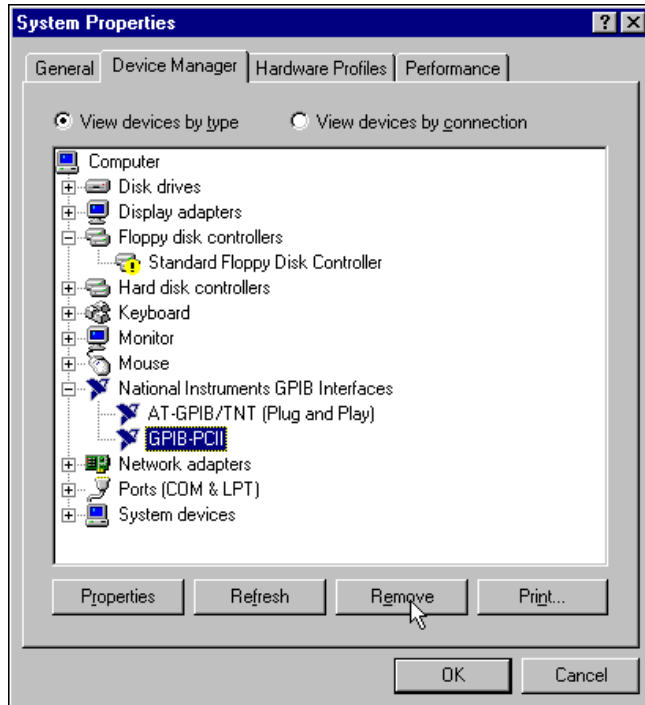 System Properties
General Device Manager Hardware Profiles Performance
View devices by type View devices by connection
Computer
Disk drives
Display adapters
Floppy disk controllers
Standard Floppy Disk Controller
Hard disk controllers
Keyboard
Monitor
Mouse
National Instruments GPIB Interfaces
AT-GPIB/TNT (Plug and Play)
GPIB-PCII
Network adapters
Ports (COM & LPT)
System devices
Properties Refresh Remove Print...
OK Cancel